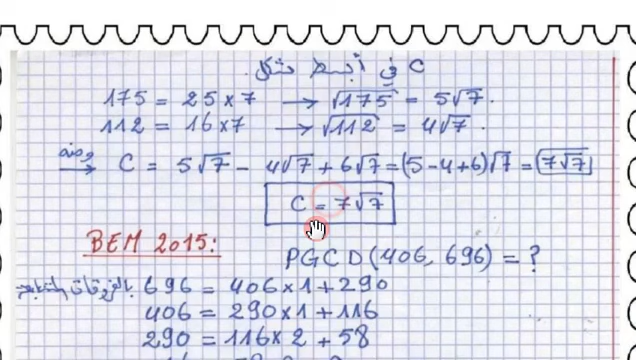 C في أبسط شكل.
175 = 25 × 7 → √175 = 5√7.
112 = 16 × 7 → √112 = 4√7.
ومنه → C = 5√7 - 4√7 + 6√7 = (5-4+6)√7 = 7√7
C = 7√7
BEM 2015:
PGCD(406, 696) = ?
696 = 406 × 1 + 290
406 = 290 × 1 + 116
290 = 116 × 2 + 58